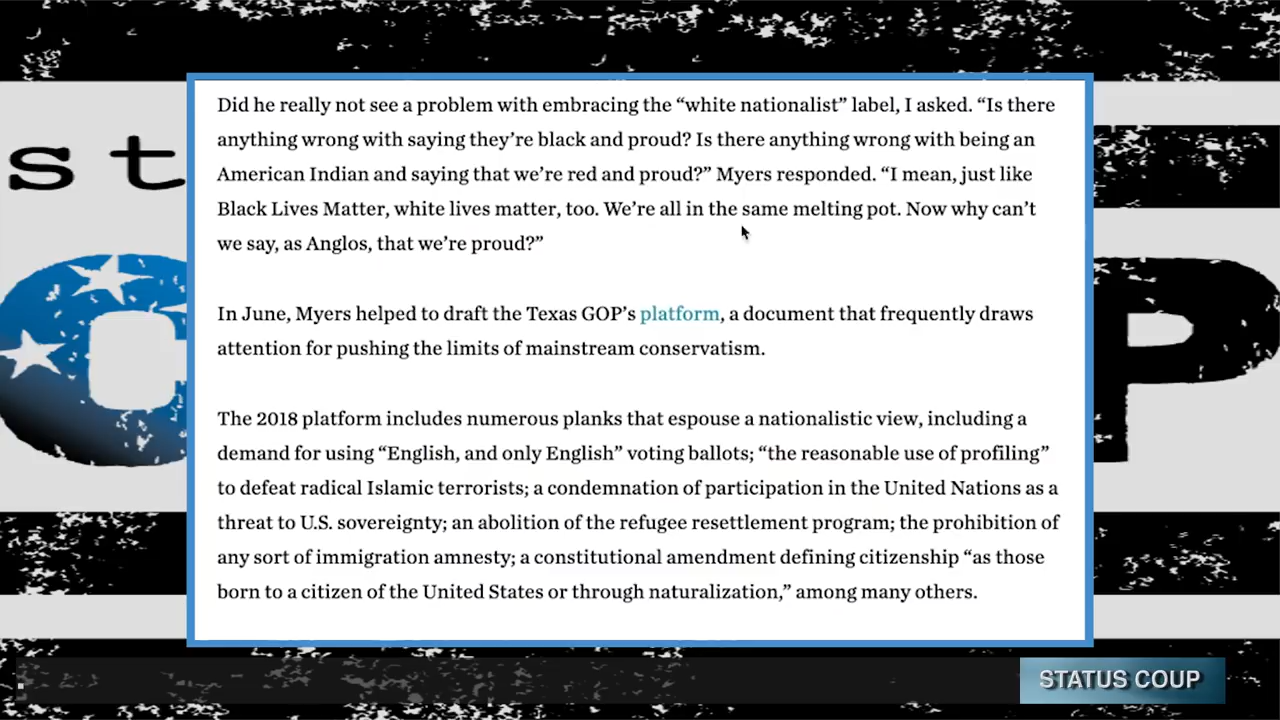 Did he really not see a problem with embracing the “white nationalist” label, I asked. “Is there
anything wrong with saying they’re black and proud? Is there anything wrong with being an
American Indian and saying that we’re red and proud?” Myers responded. “I mean, just like
Black Lives Matter, white lives matter, too. We’re all in the same melting pot. Now why can’t
we say, as Anglos, that we’re proud?”
In June, Myers helped to draft the Texas GOP’s platform, a document that frequently draws
attention for pushing the limits of mainstream conservatism.
The 2018 platform includes numerous planks that espouse a nationalistic view, including a
demand for using “English, and only English” voting ballots; “the reasonable use of profiling”
to defeat radical Islamic terrorists; a condemnation of participation in the United Nations as a
threat to U.S. sovereignty; an abolition of the refugee resettlement program; the prohibition of
any sort of immigration amnesty; a constitutional amendment defining citizenship “as those
born to a citizen of the United States or through naturalization,” among many others.
st
C
P
STATUS COUP